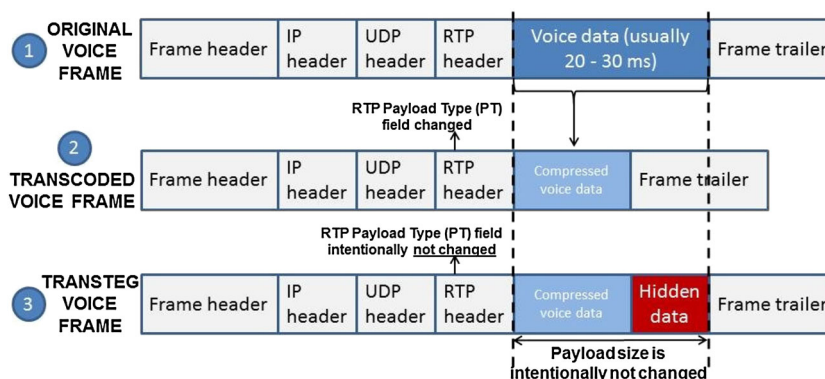 1
ORIGINAL
VOICE
FRAME
Frame header
IP
header
UDP
header
RTP
header
Voice data (usually
20 - 30 ms)
Frame trailer
RTP Payload Type (PT)
field changed
2
TRANSCODED
VOICE FRAME
Frame header
IP
header
UDP
header
RTP
header
Compressed
voice data
Frame trailer
RTP Payload Type (PT) field
intentionally not changed
3
TRANSTEG
VOICE
FRAME
Frame header
IP
header
UDP
header
RTP
header
Compressed
voice data
Hidden
data
Frame trailer
Payload size is
intentionally not changed